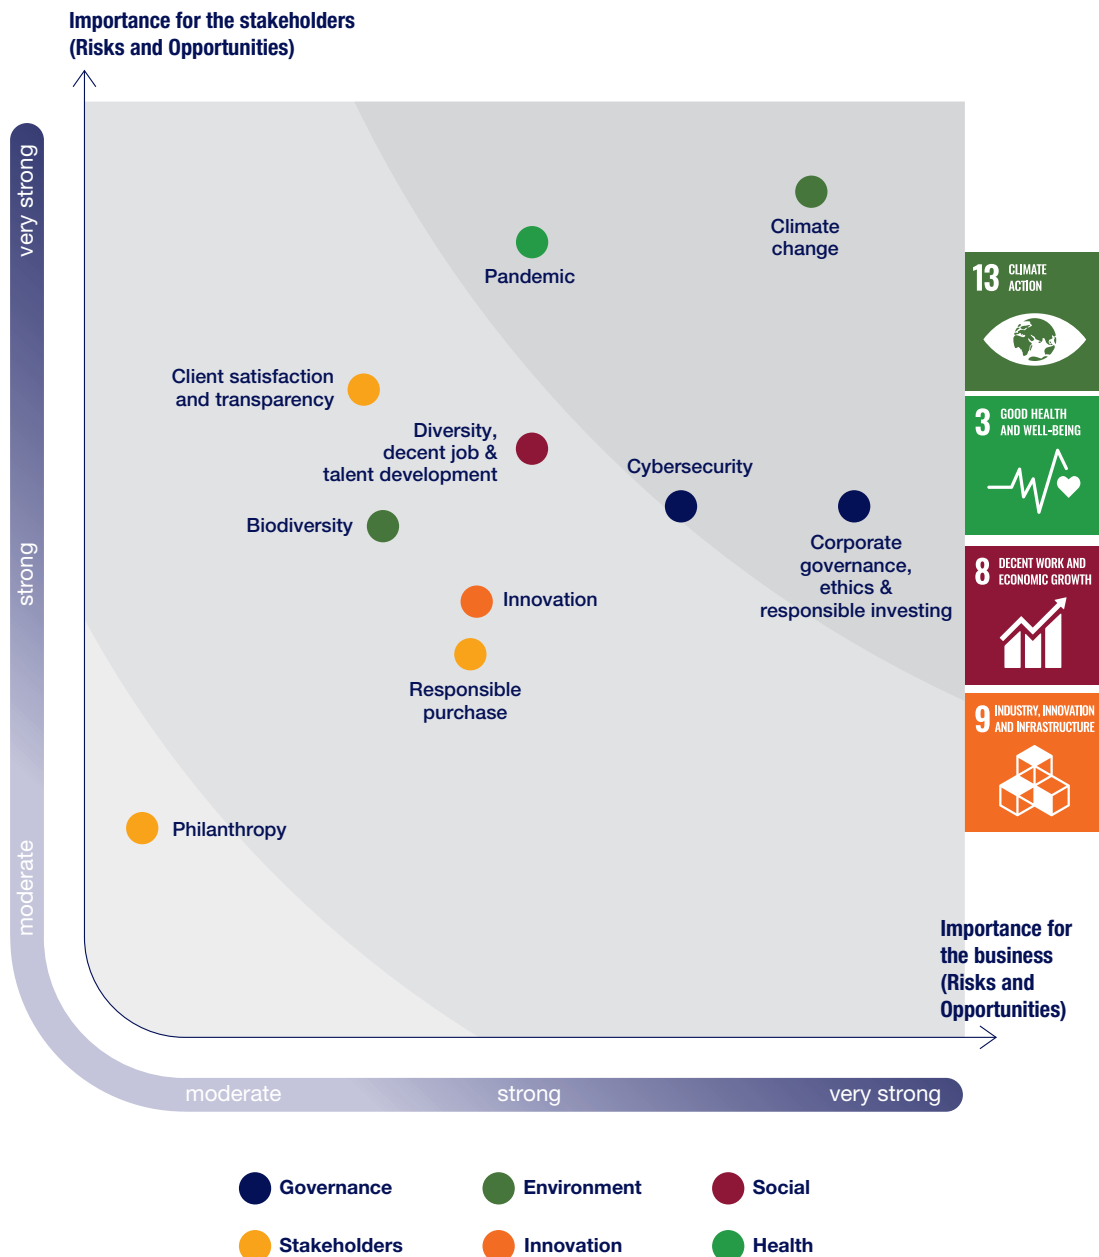 Importance for the stakeholders
(Risks and Opportunities)
very strong
strong
moderate
Climate
change
Pandemic
Client satisfaction
and transparency
Diversity,
decent job &
talent development
Cybersecurity
Biodiversity
Corporate
governance,
ethics &
responsible investing
Innovation
Responsible
purchase
Philanthropy
13 CLIMATE
ACTION
3 GOOD HEALTH
AND WELL-BEING
8 DECENT WORK AND
ECONOMIC GROWTH
9 INDUSTRY, INNOVATION
AND INFRASTRUCTURE
Importance for
the business
(Risks and
Opportunities)
moderate
strong
very strong
Governance
Environment
Social
Stakeholders
Innovation
Health